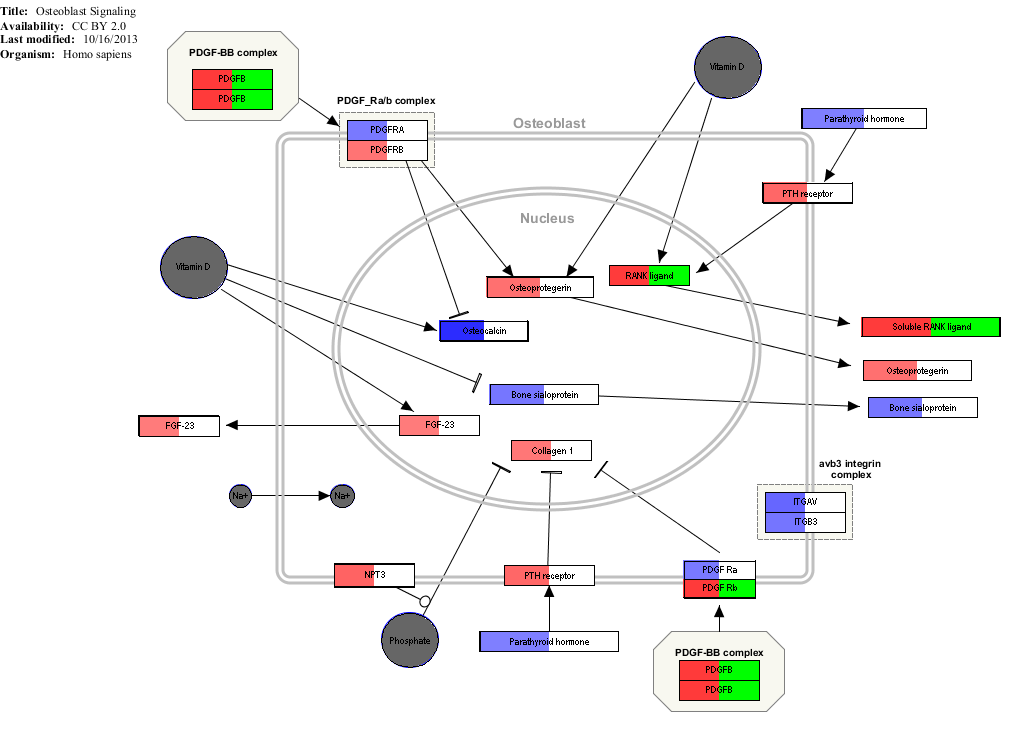 Title: Osteoblast Signaling
Availability: CC BY 2.0
Last modified: 10/16/2013
Organism: Homo sapiens
PDGF-BB complex
PDGFB
PDGFB
PDGF_Ra/b complex
PDGFRA
PDGFRB
Vitamin D
Parathyroid hormone
Osteoblast
PTH receptor
Nucleus
Vitamin D
RANK ligand
Osteoprotegerin
Osteocalcin
Soluble RANK ligand
Osteoprotegerin
Bone sialoprotein
Bone sialoprotein
FGF-23
FGF-23
Collagen 1
avb3 integrin
complex
Na+
Na+
ITGAV
ITGB3
NPT3
PTH receptor
PDGF Ra
PDGF Rb
Phosphate
Parathyroid hormone
PDGF-BB complex
PDGFB
PDGFB